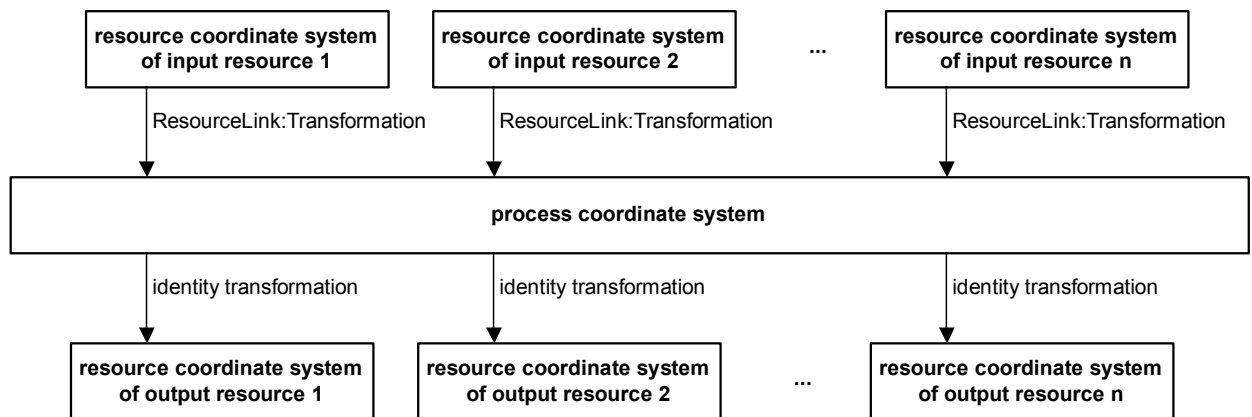 resource coordinate system
of input resource 1
resource coordinate system
of input resource 2
...
resource coordinate system
of input resource n
ResourceLink:Transformation
ResourceLink:Transformation
ResourceLink:Transformation
process coordinate system
identity transformation
identity transformation
identity transformation
resource coordinate system
of output resource 1
resource coordinate system
of output resource 2
...
resource coordinate system
of output resource n